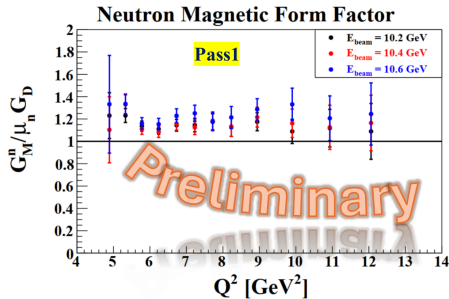 Neutron Magnetic Form Factor
G_M^n/μ_n G_D
2
1.8
1.6
1.4
1.2
1
0.8
0.6
0.4
0.2
0
Pass1
E_beam = 10.2 GeV
E_beam = 10.4 GeV
E_beam = 10.6 GeV
Preliminary
4 5 6 7 8 9 10 11 12 13 14
Q² [GeV²]